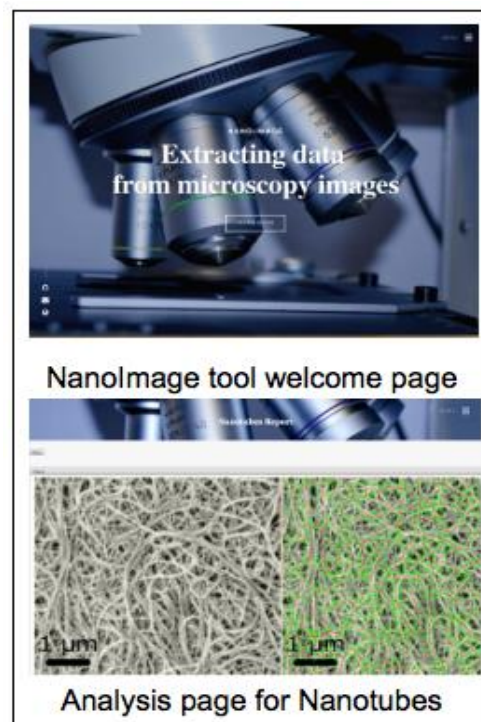 NANOIMAGE
Extracting data
from microscopy images
NanoImage tool welcome page
Nanotubes Report
1 µm
1 µm
Analysis page for Nanotubes